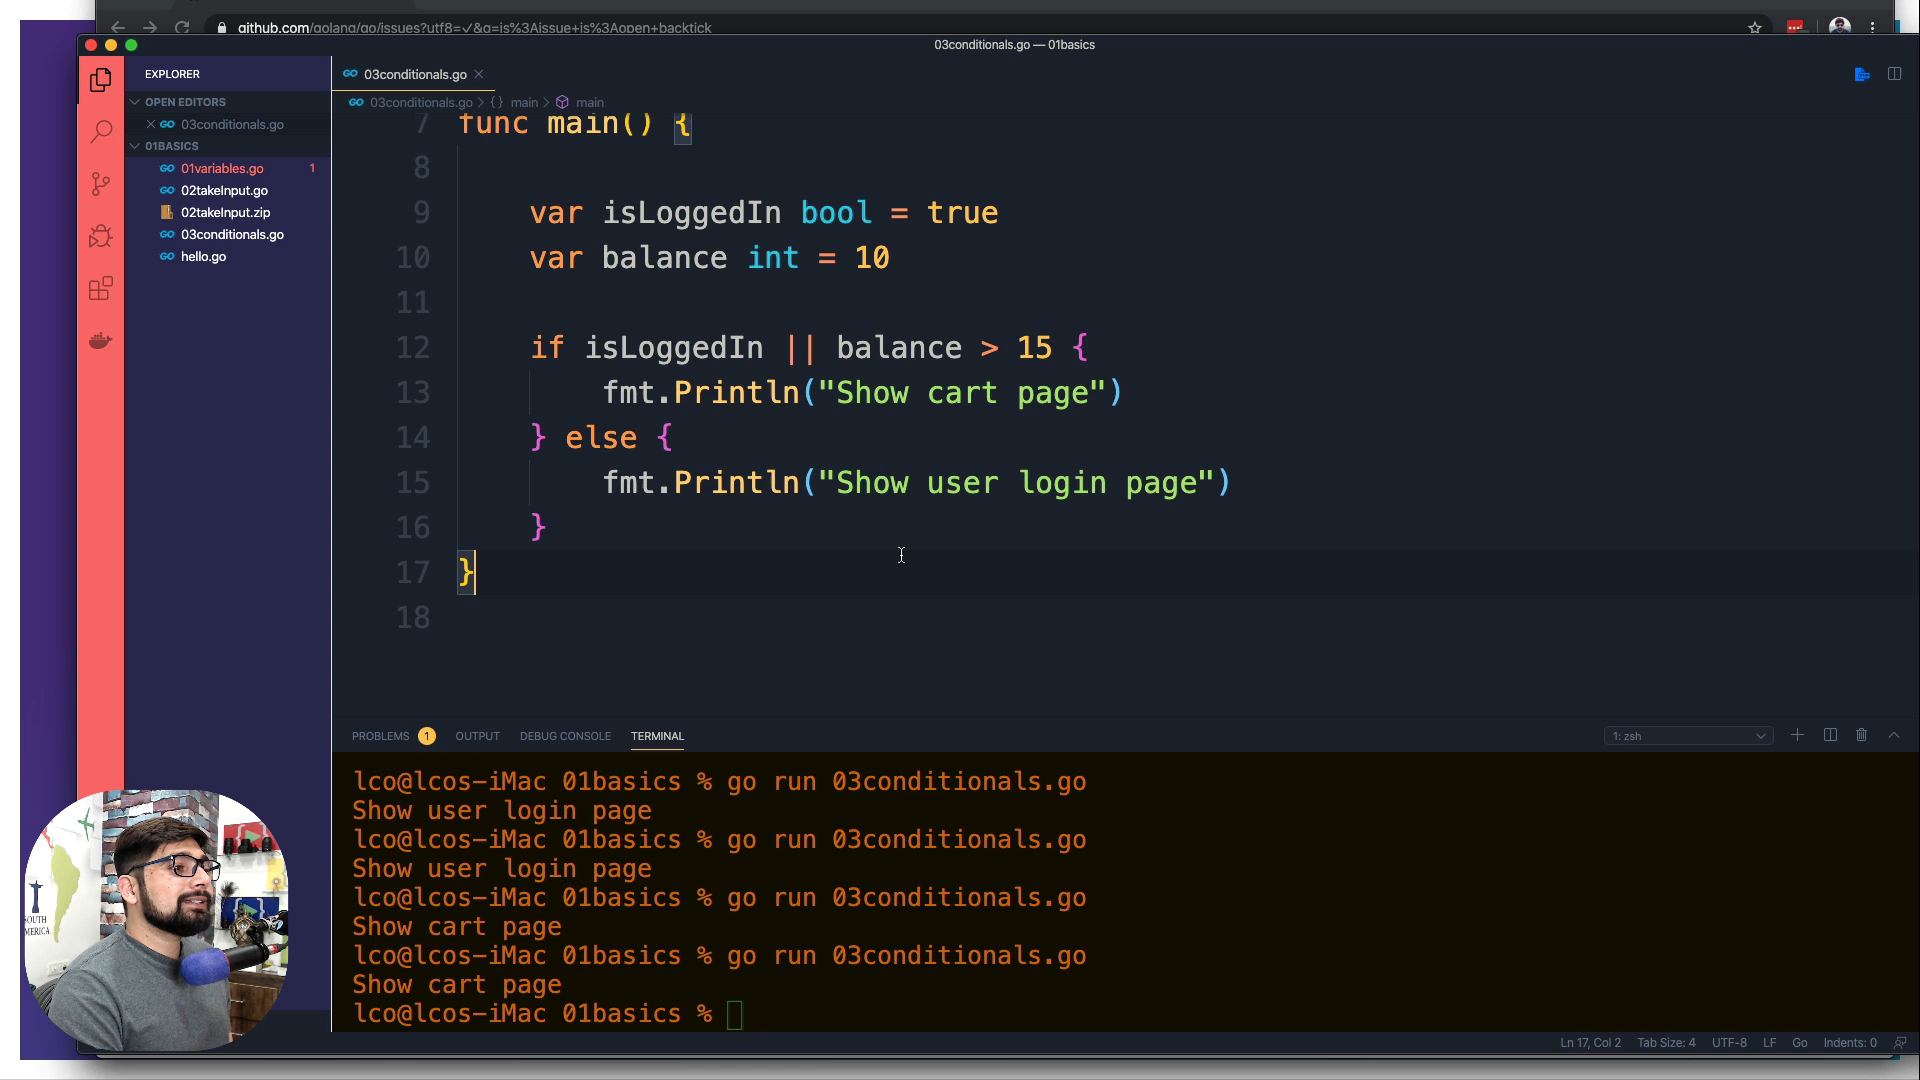 github.com/golang/go/issues?utf8=✓&q=is%3Aissue+is%3Aopen+backtick
03conditionals.go — 01basics
EXPLORER
OPEN EDITORS
03conditionals.go
01BASICS
01variables.go 1
02takeInput.go
02takeInput.zip
03conditionals.go
hello.go
03conditionals.go
03conditionals.go > {} main > main
7 func main() {
8
9 var isLoggedIn bool = true
10 var balance int = 10
11
12 if isLoggedIn || balance > 15 {
13 fmt.Println("Show cart page")
14 } else {
15 fmt.Println("Show user login page")
16 }
17 }
18
PROBLEMS 1 OUTPUT DEBUG CONSOLE TERMINAL
1: zsh
lco@lcos-iMac 01basics % go run 03conditionals.go
Show user login page
lco@lcos-iMac 01basics % go run 03conditionals.go
Show user login page
lco@lcos-iMac 01basics % go run 03conditionals.go
Show cart page
lco@lcos-iMac 01basics % go run 03conditionals.go
Show cart page
lco@lcos-iMac 01basics %
SOUTH
MERICA
Ln 17, Col 2 Tab Size: 4 UTF-8 LF Go Indents: 0